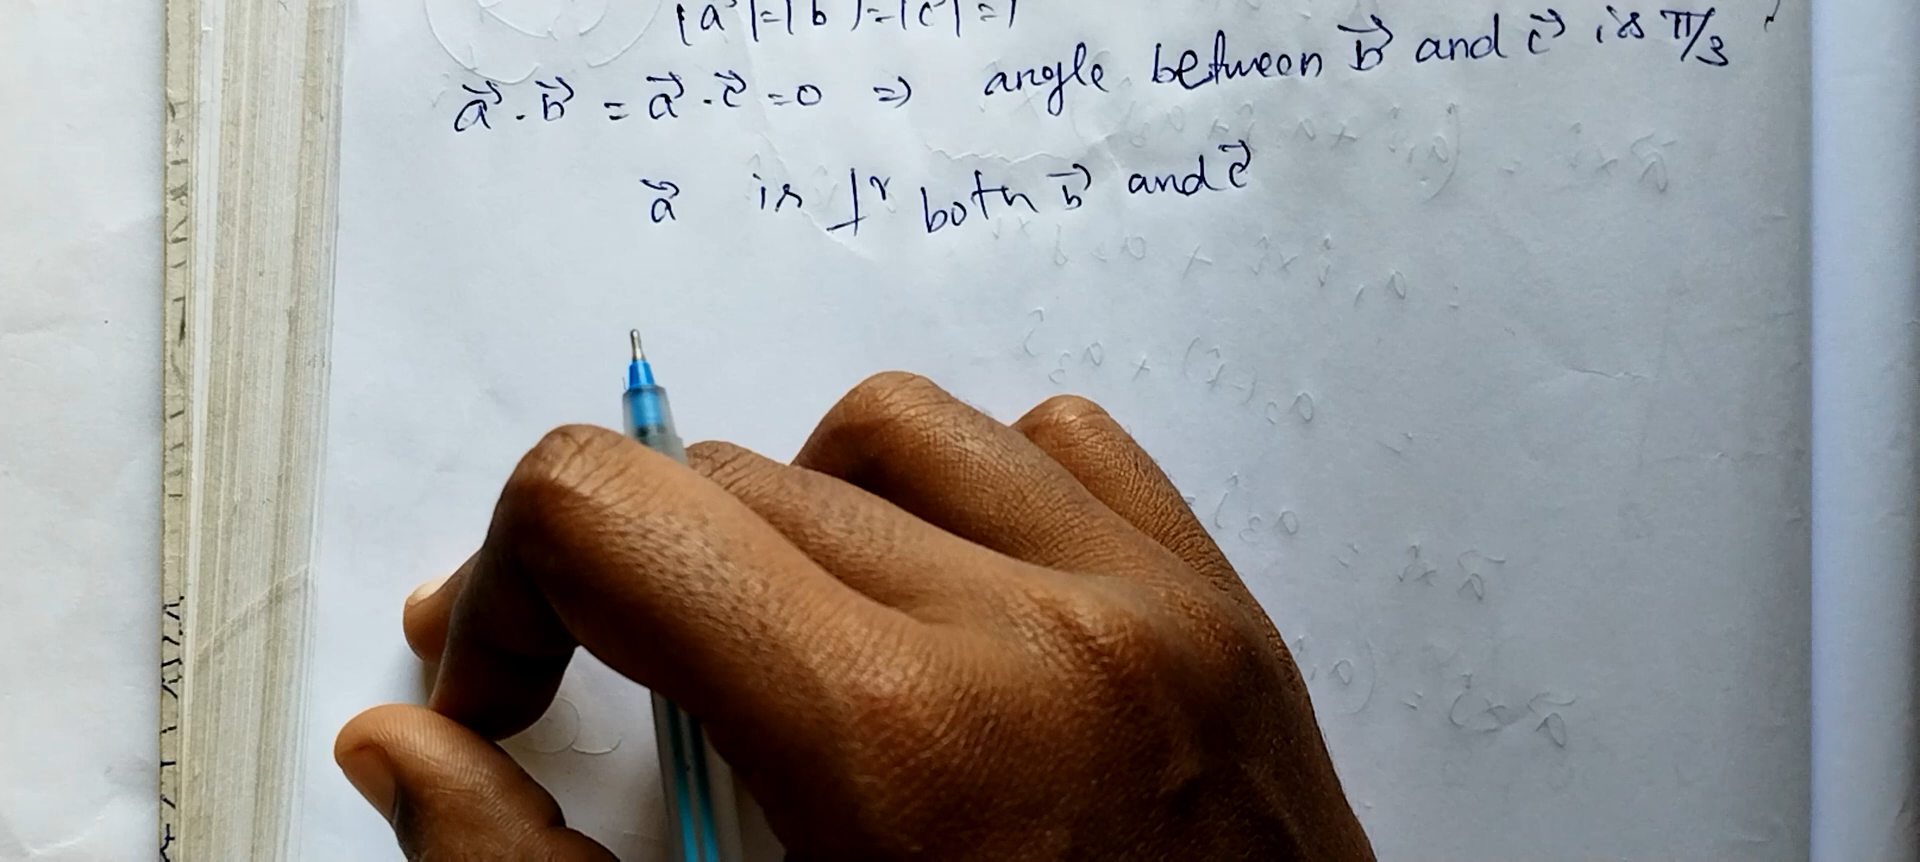 |a⃗|=|b⃗|=|c⃗|=1
a⃗ . b⃗ = a⃗ . c⃗ = 0 ⇒ angle between b⃗ and c⃗ is π/3
a⃗ is ⊥r both b⃗ and c⃗